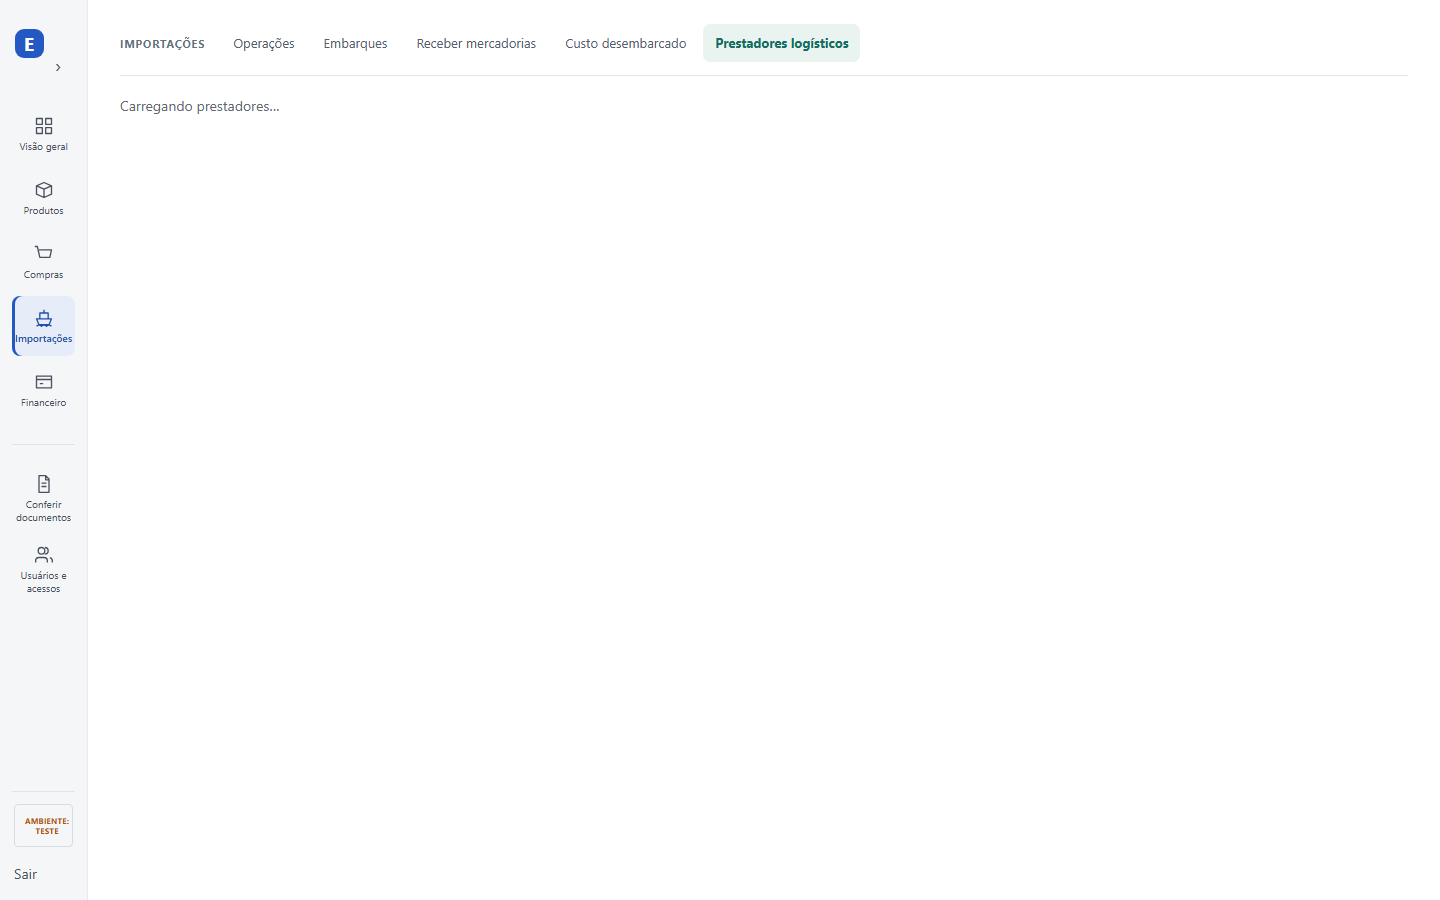 E
IMPORTAÇÕES Operações Embarques Receber mercadorias Custo desembarcado Prestadores logísticos
Carregando prestadores...
Visão geral
Produtos
Compras
Importações
Financeiro
Conferir
documentos
Usuários e
acessos
AMBIENTE:
TESTE
Sair